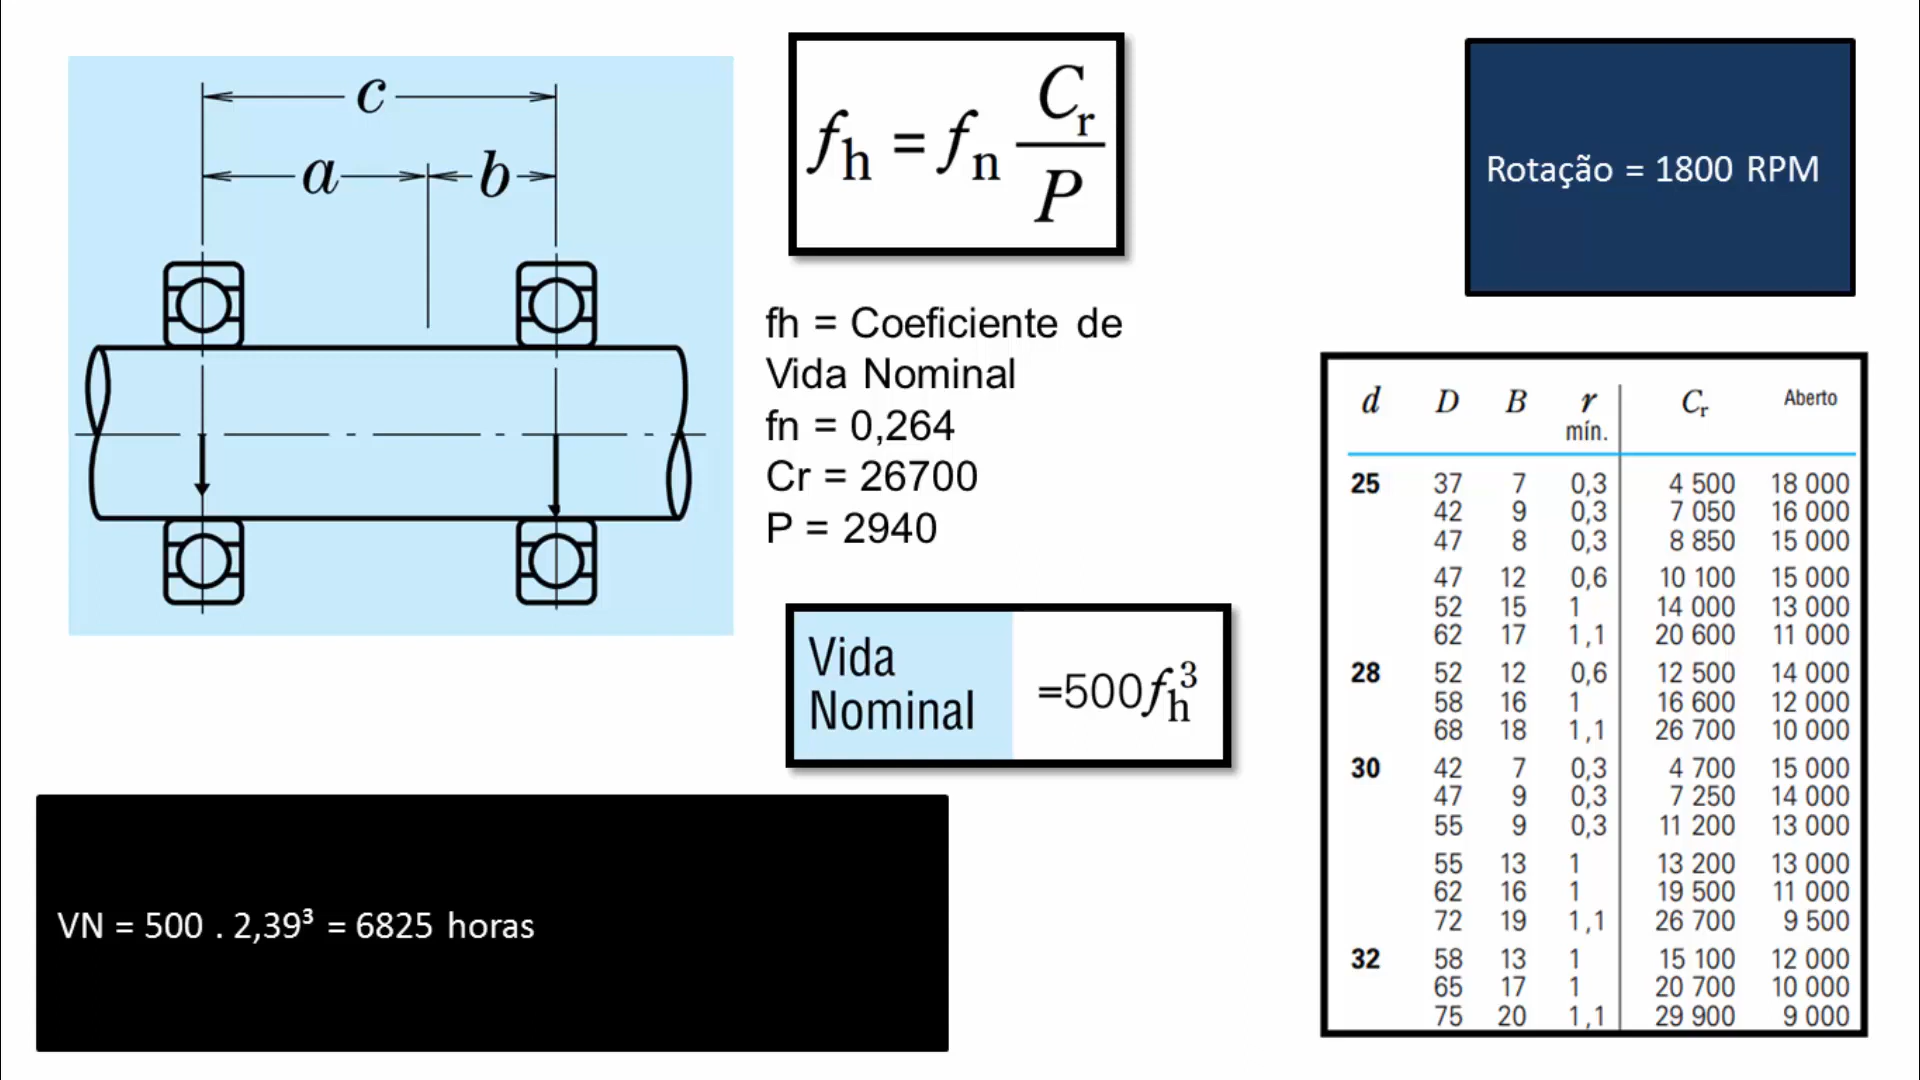 c
a b
fh = fn Cr/P
Rotação = 1800 RPM
fh = Coeficiente de
Vida Nominal
fn = 0,264
Cr = 26700
P = 2940
Vida
Nominal
=500fh³
VN = 500 . 2,39³ = 6825 horas
d D B r Cr Aberto
mín.
25 37 7 0,3 4 500 18 000
42 9 0,3 7 050 16 000
47 8 0,3 8 850 15 000
47 12 0,6 10 100 15 000
52 15 1 14 000 13 000
62 17 1,1 20 600 11 000
28 52 12 0,6 12 500 14 000
58 16 1 16 600 12 000
68 18 1,1 26 700 10 000
30 42 7 0,3 4 700 15 000
47 9 0,3 7 250 14 000
55 9 0,3 11 200 13 000
55 13 1 13 200 13 000
62 16 1 19 500 11 000
72 19 1,1 26 700 9 500
32 58 13 1 15 100 12 000
65 17 1 20 700 10 000
75 20 1,1 29 900 9 000